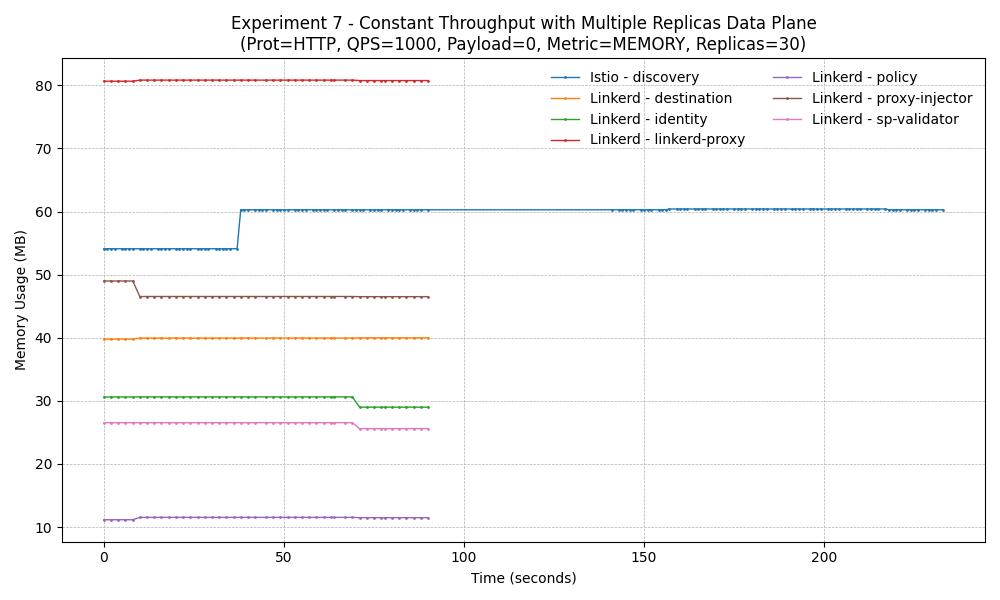 Experiment 7 - Constant Throughput with Multiple Replicas Data Plane
(Prot=HTTP, QPS=1000, Payload=0, Metric=MEMORY, Replicas=30)
Istio - discovery
Linkerd - destination
Linkerd - identity
Linkerd - linkerd-proxy
Linkerd - policy
Linkerd - proxy-injector
Linkerd - sp-validator
Memory Usage (MB)
80
70
60
50
40
30
20
10
0
50
100
150
200
Time (seconds)